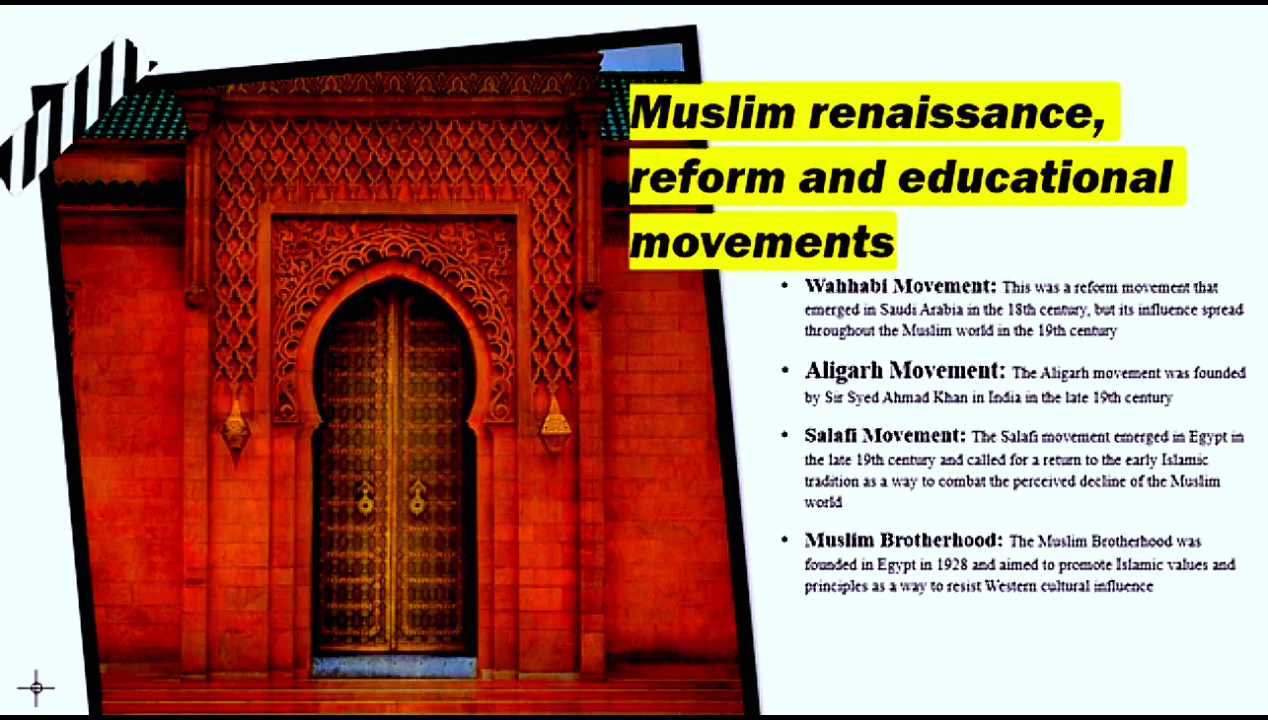 Muslim renaissance,
reform and educational
movements
• Wahhabi Movement: This was a reform movement that
emerged in Saudi Arabia in the 18th century, but its influence spread
throughout the Muslim world in the 19th century
• Aligarh Movement: The Aligarh movement was founded
by Sir Syed Ahmad Khan in India in the late 19th century
• Salafi Movement: The Salafi movement emerged in Egypt in
the late 19th century and called for a return to the early Islamic
tradition as a way to combat the perceived decline of the Muslim
world
• Muslim Brotherhood: The Muslim Brotherhood was
founded in Egypt in 1928 and aimed to promote Islamic values and
principles as a way to resist Western cultural influence